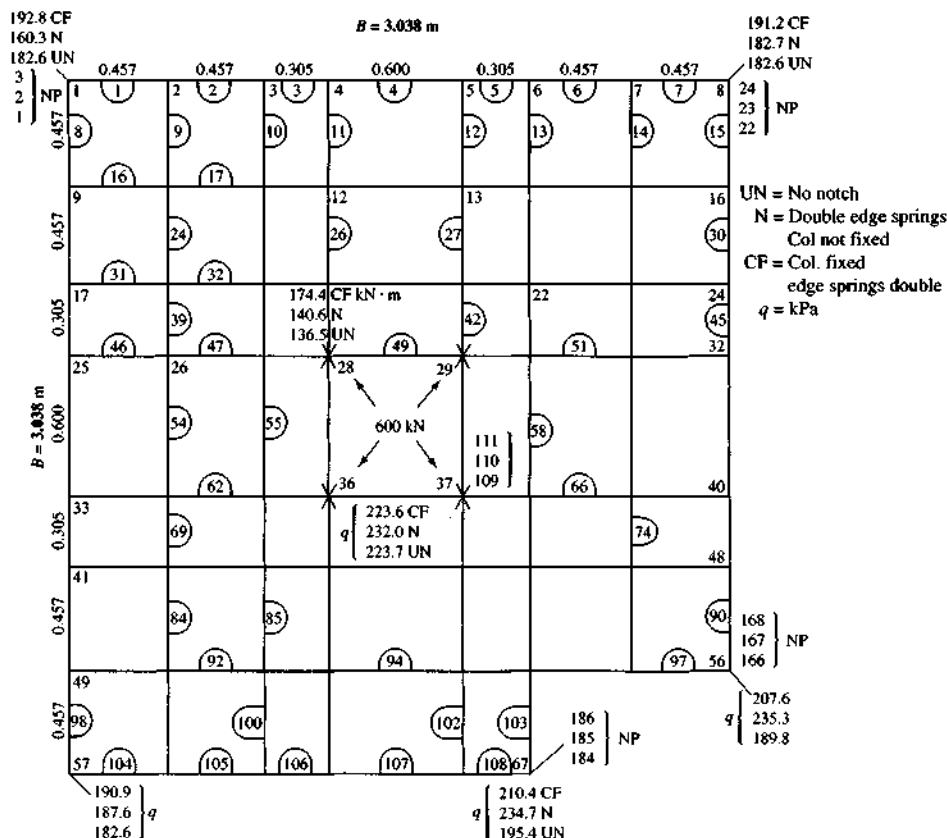 192.8 CF
160.3 N
182.6 UN
B = 3.038 m
191.2 CF
182.7 N
182.6 UN
0.457 0.457 0.305 0.600 0.305 0.457 0.457
3
2
1
NP
1 1 2 2 3 3 4 4 5 5 6 6 7 7 8
24
23
22
NP
0.457
8 9 10 11 12 13 14 15
16 17
9 12 13 16
UN = No notch
N = Double edge springs
Col not fixed
CF = Col. fixed
edge springs double
q = kPa
0.457
24 26 27 30
31 32
17 22 24
174.4 CF kN · m
140.6 N
136.5 UN
0.305
39 42 45
46 47 49 51 32
25 26 28 29
B = 3.038 m
0.600
54 55 600 kN 58
111
110
109
62 36 37 66 40
33
0.305
69 74
q
223.6 CF
232.0 N
223.7 UN
48
41
0.457
84 85 90
92 94 97 56
168
167
166
NP
49
0.457
98 100 102 103
57 104 105 106 107 108 67
186
185
184
NP
q
207.6
235.3
189.8
190.9
187.6
182.6
q
q
210.4 CF
234.7 N
195.4 UN